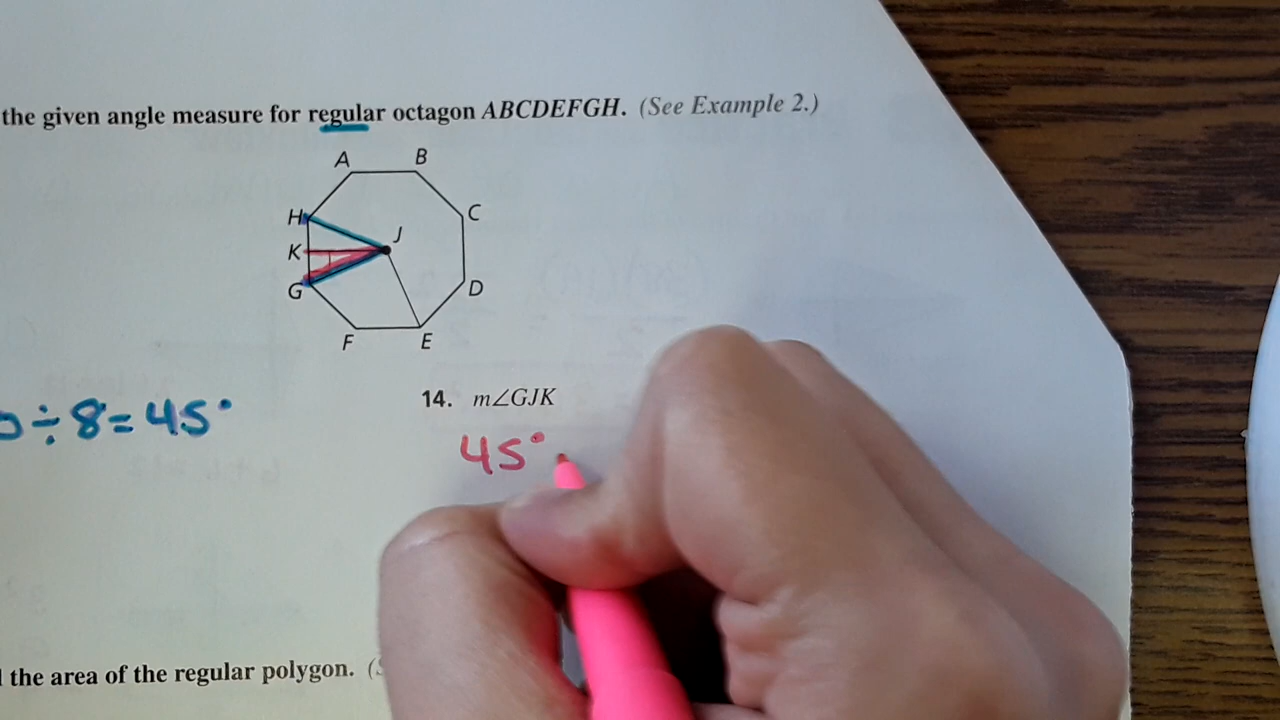 the given angle measure for regular octagon ABCDEFGH. (See Example 2.)
A B
H C
J
K
G D
F E
14. m∠GJK
÷ 8 = 45°
45°
the area of the regular polygon. (